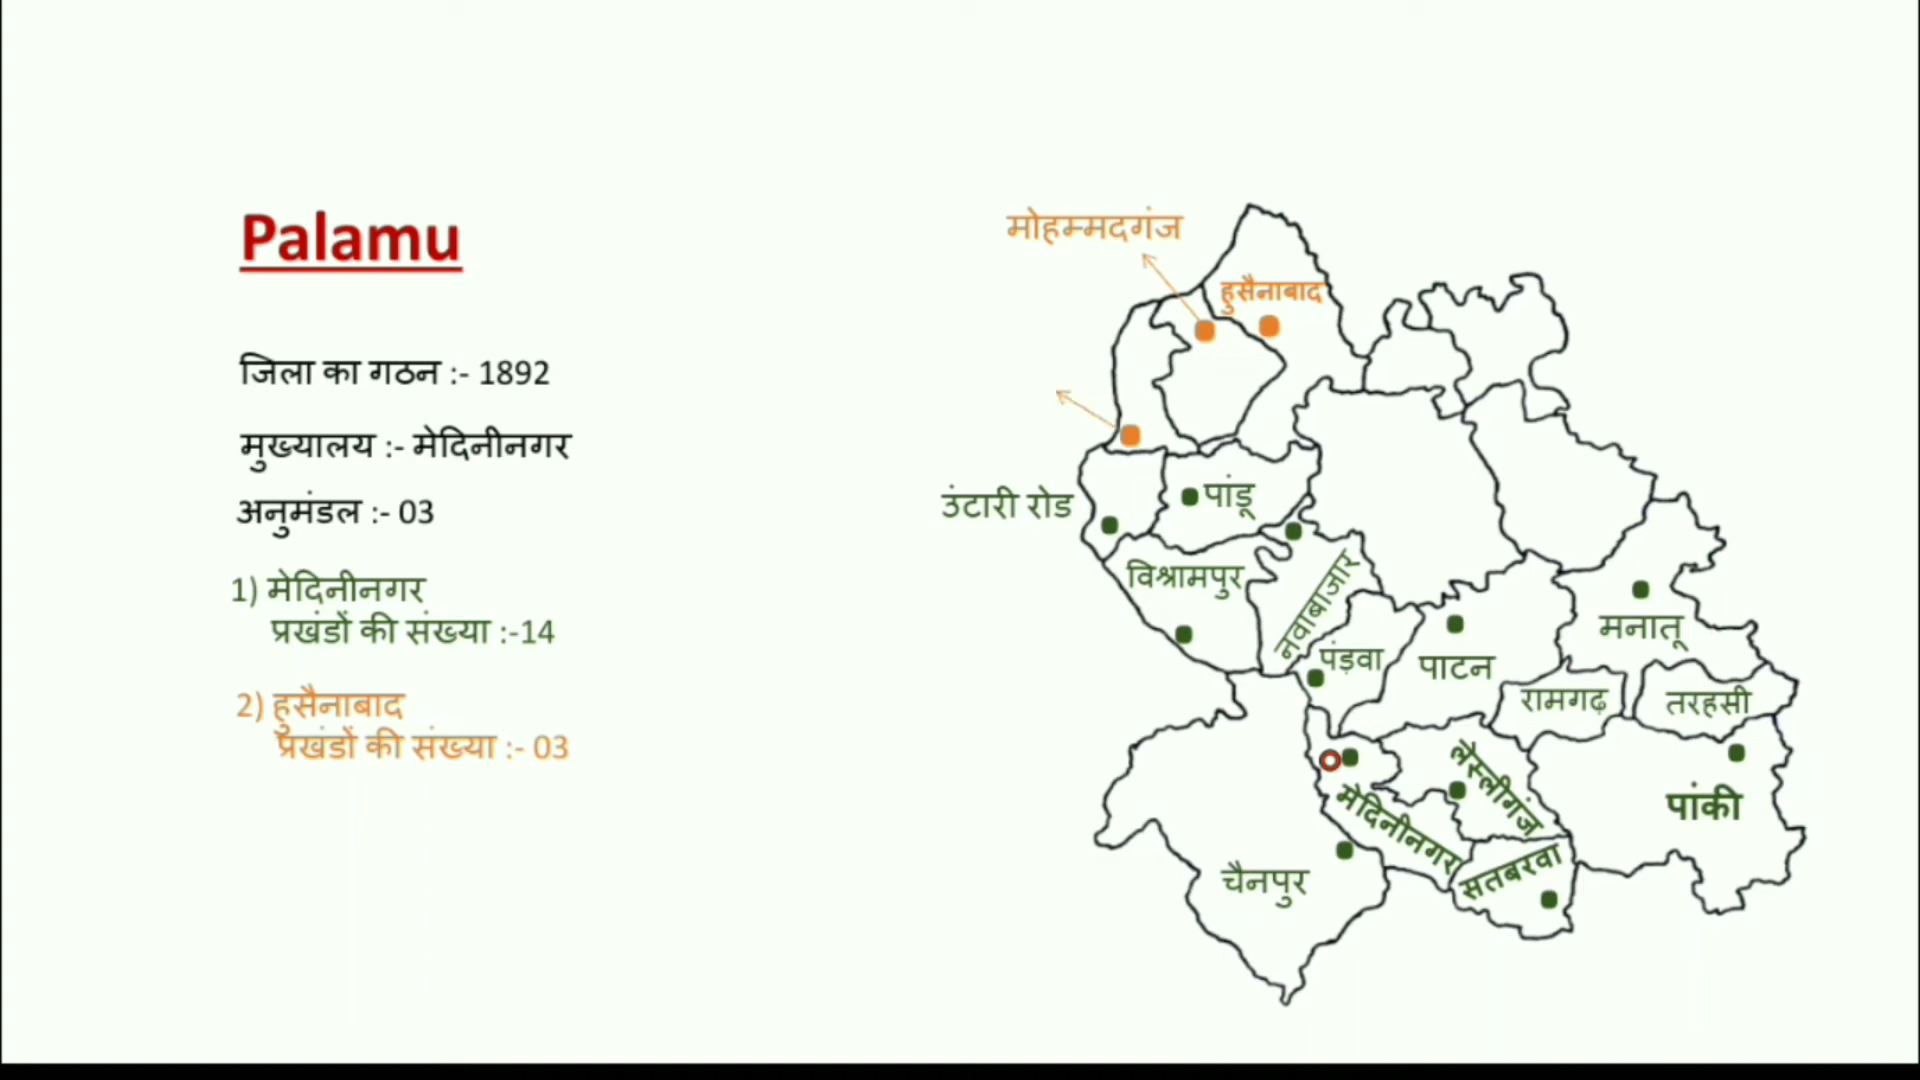 Palamu
जिला का गठन :- 1892
मुख्यालय :- मेदिनीनगर
अनुमंडल :- 03
1) मेदिनीनगर
प्रखंडों की संख्या :-14
2) हुसैनाबाद
प्रखंडों की संख्या :- 03
मोहम्मदगंज
हुसैनाबाद
उंटारी रोड
पांडू
विश्रामपुर
नवाबाजार
पंड़वा
पाटन
मनातू
रामगढ़
तरहसी
लेस्लीगंज
मेदिनीनगर
पांकी
सतबरवा
चैनपुर